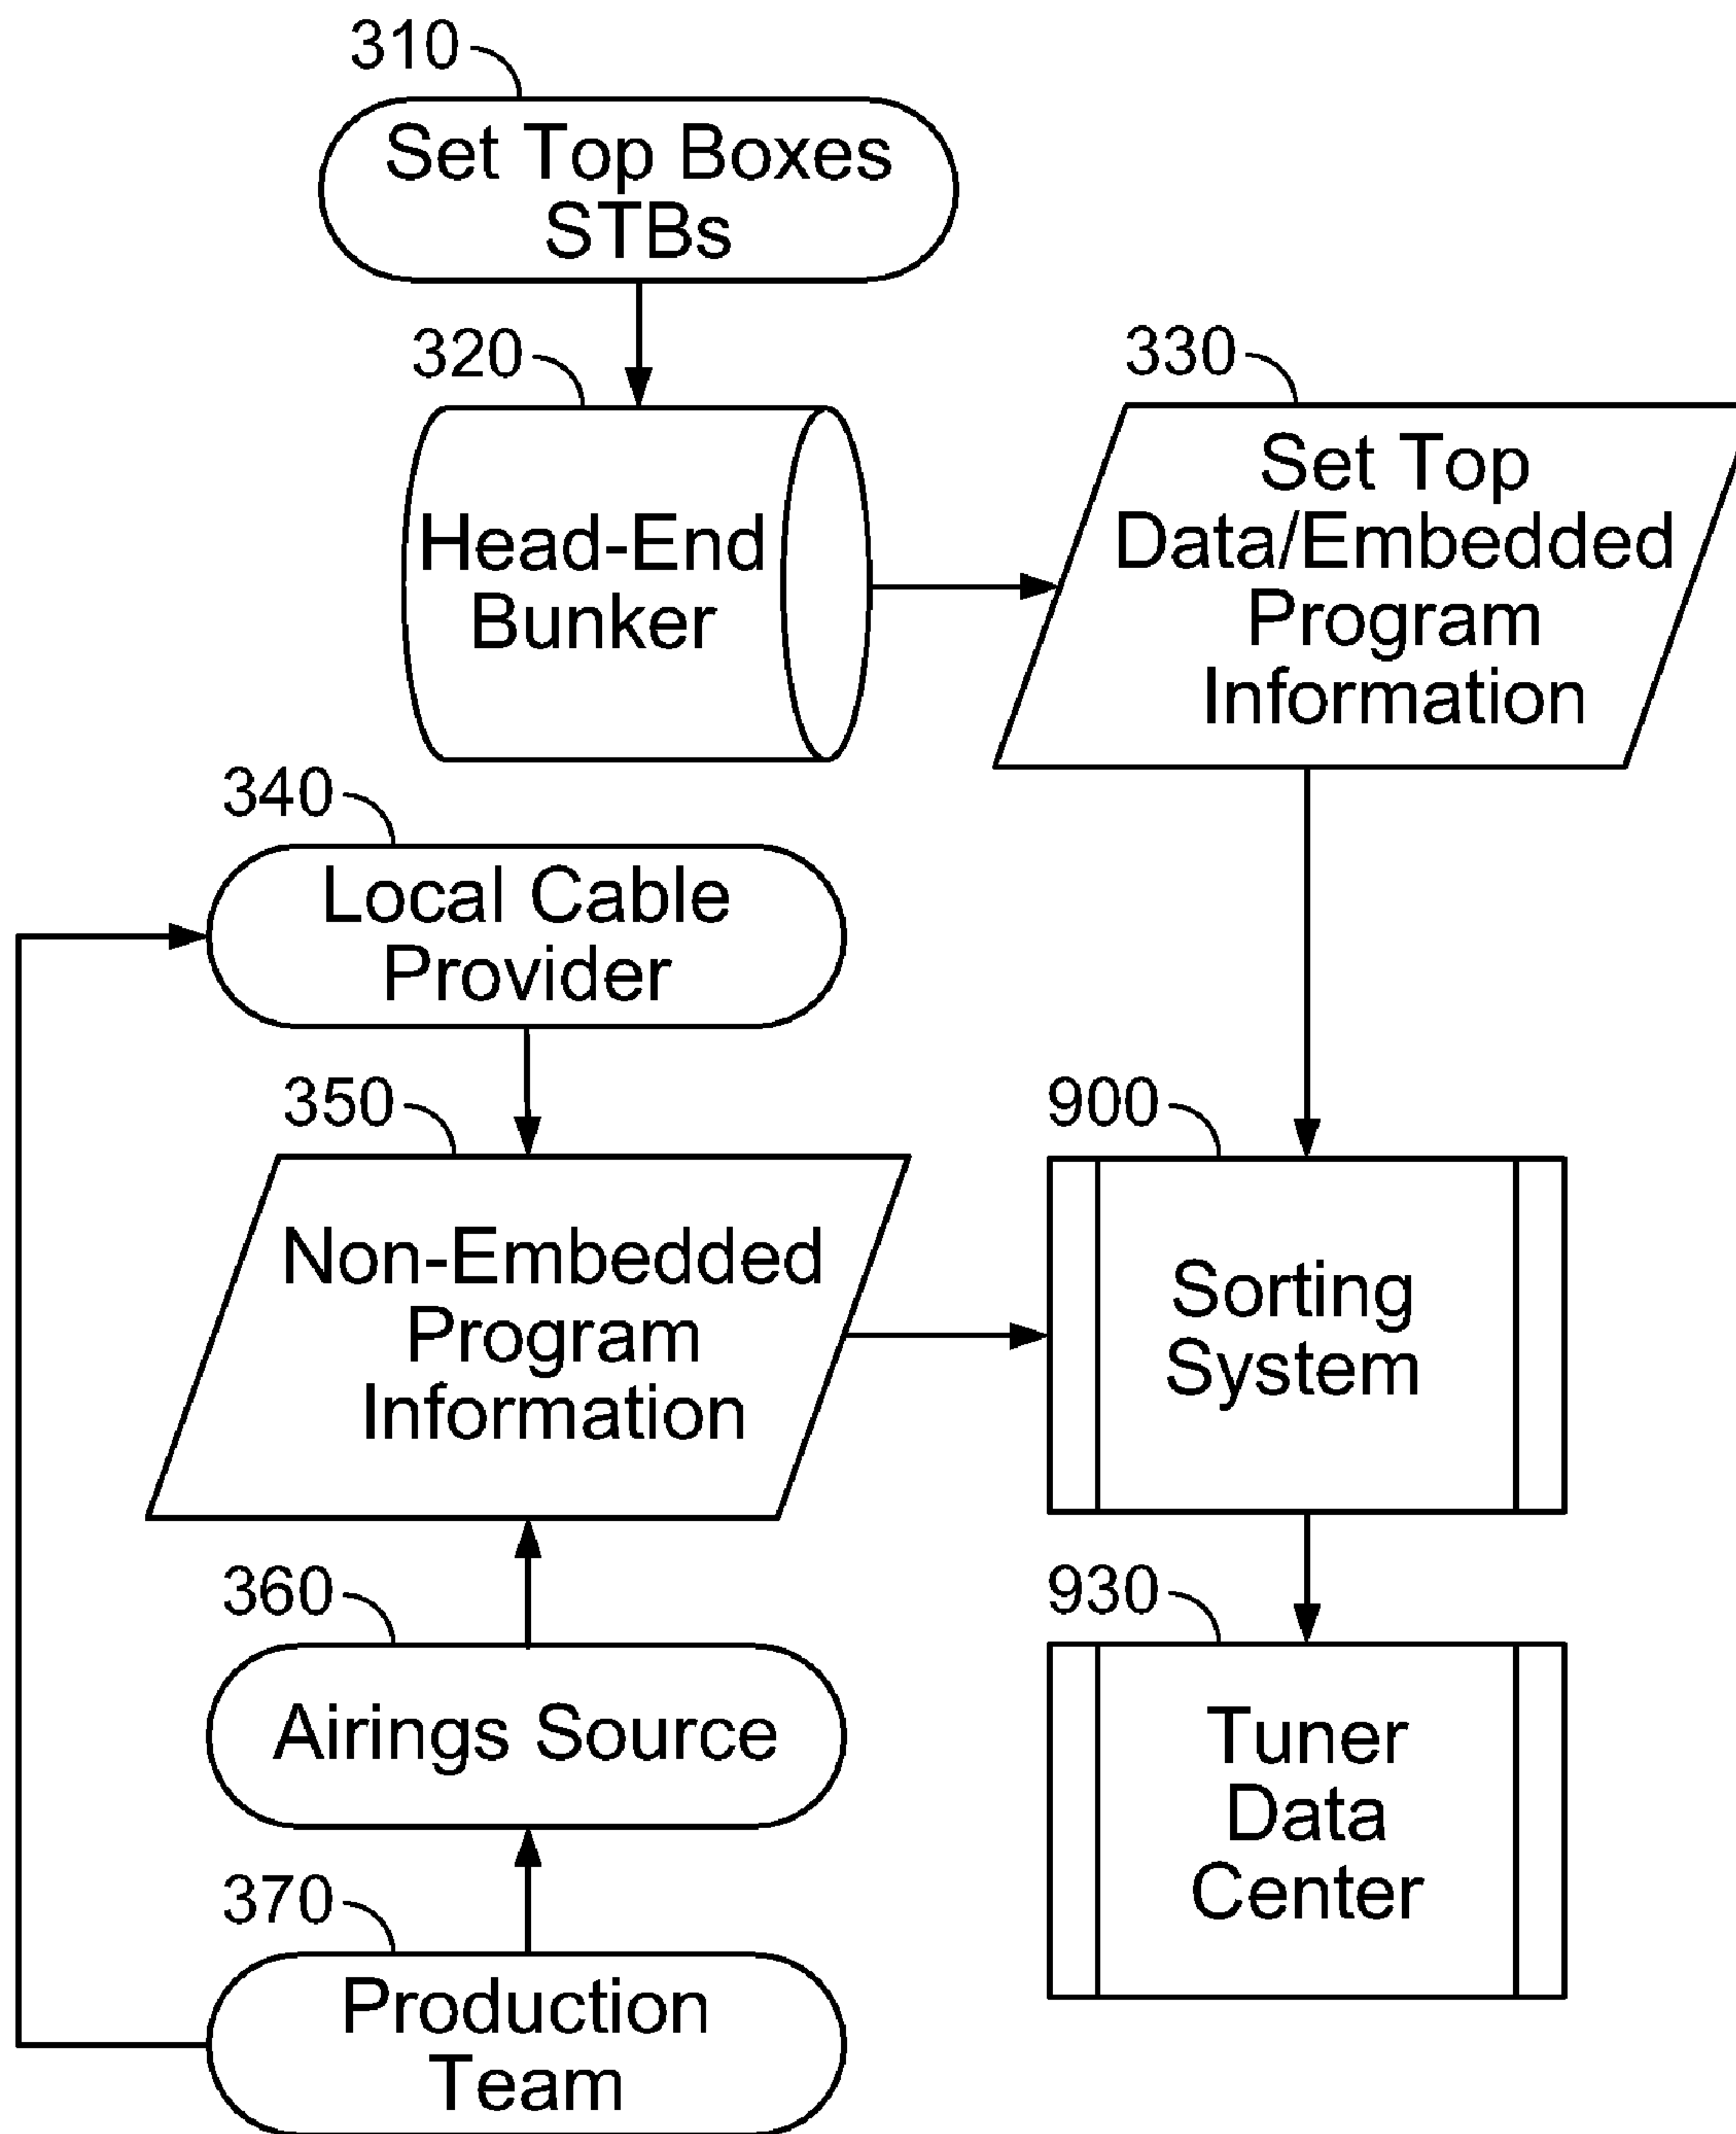 310
Set Top Boxes
STBs
320
Head-End
Bunker
330
Set Top
Data/Embedded
Program
Information
340
Local Cable
Provider
350
Non-Embedded
Program
Information
900
Sorting
System
360
Airings Source
930
Tuner
Data
Center
370
Production
Team